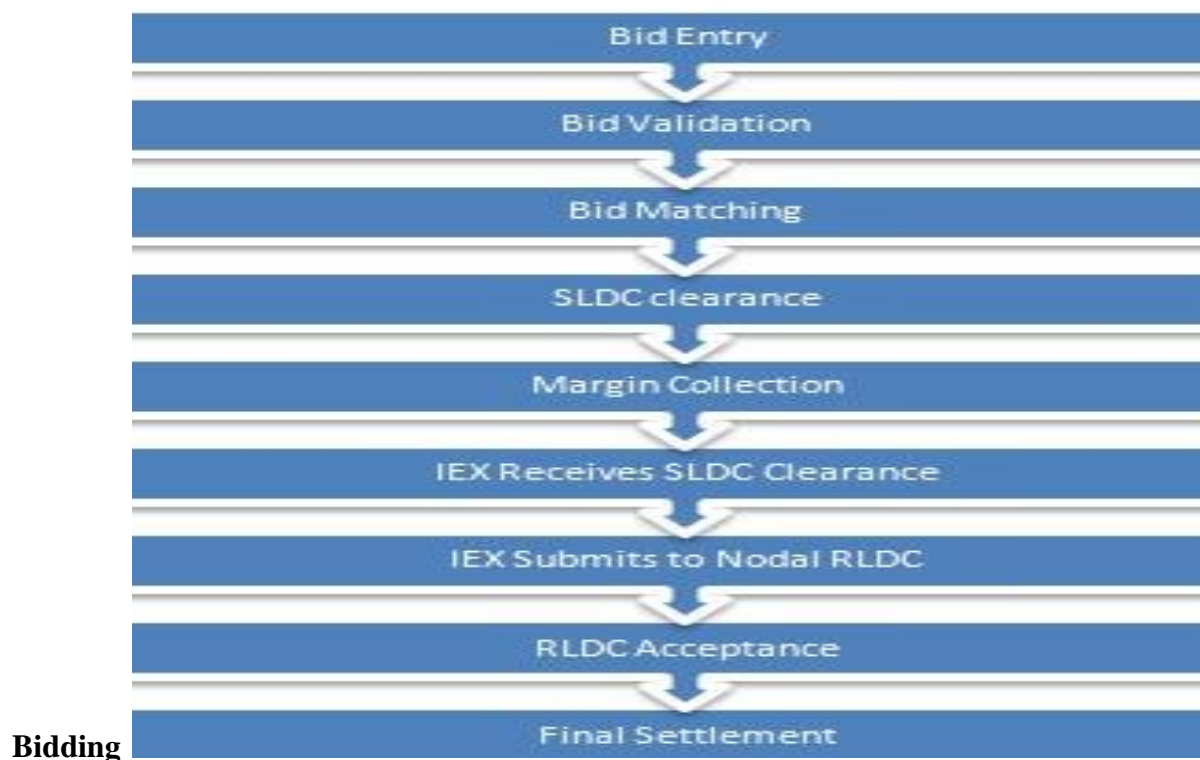 Bid Entry
Bid Validation
Bid Matching
SLDC clearance
Margin Collection
IEX Receives SLDC Clearance
IEX Submits to Nodal RLDC
RLDC Acceptance
Final Settlement
Bidding